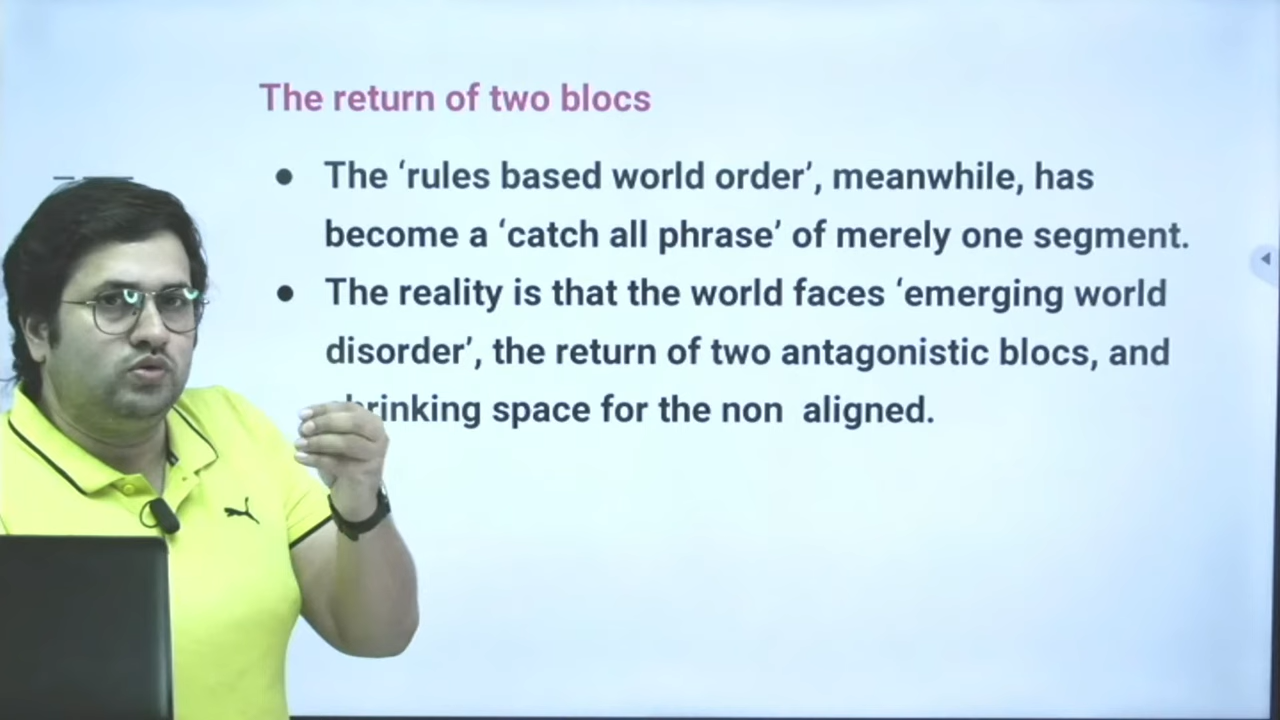 The return of two blocs
● The ‘rules based world order’, meanwhile, has
become a ‘catch all phrase’ of merely one segment.
● The reality is that the world faces ‘emerging world
disorder’, the return of two antagonistic blocs, and
space for the non aligned.